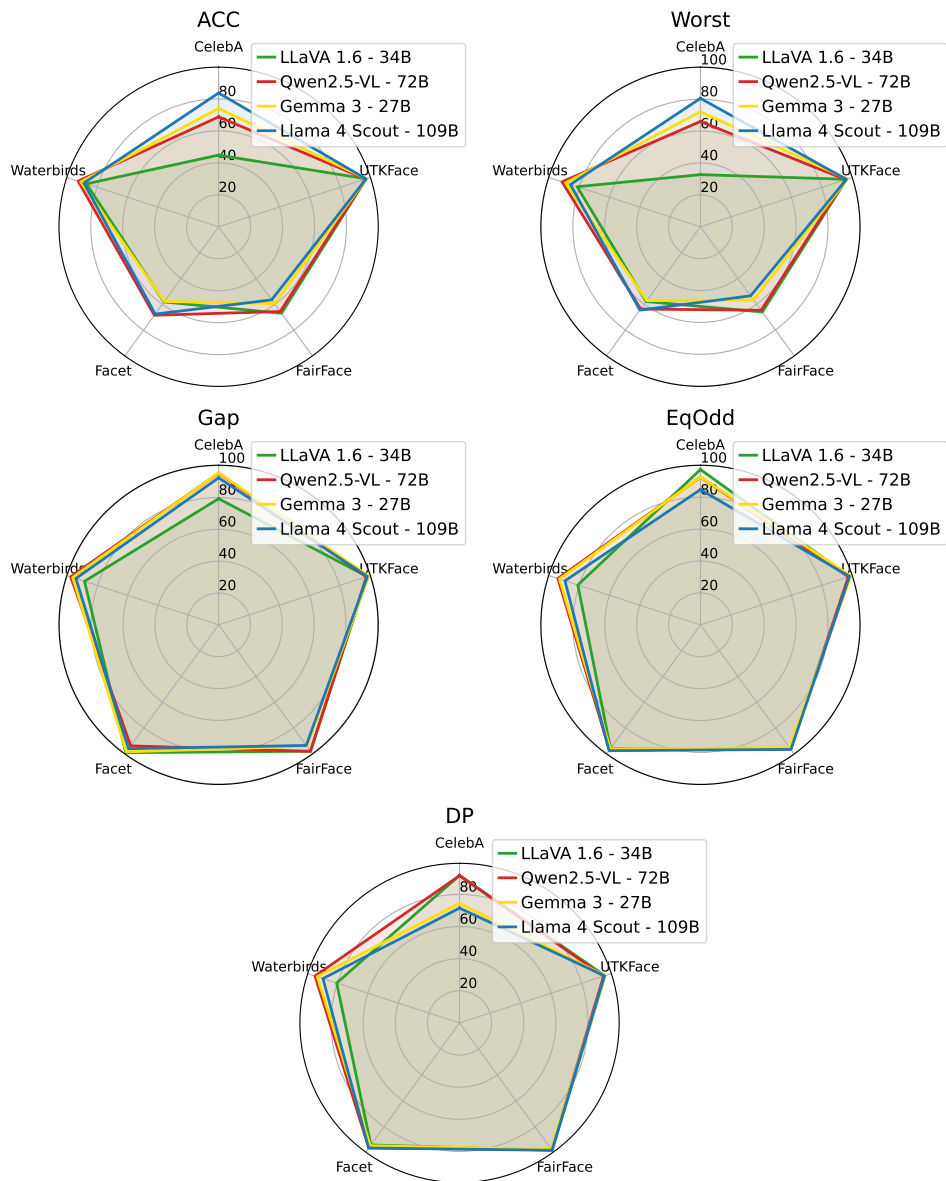 ACC
CelebA
LLaVA 1.6 - 34B
Qwen2.5-VL - 72B
Gemma 3 - 27B
Llama 4 Scout - 109B
80
60
40
20
Waterbirds
UTKFace
Facet
FairFace
Worst
CelebA
100
LLaVA 1.6 - 34B
Qwen2.5-VL - 72B
Gemma 3 - 27B
Llama 4 Scout - 109B
80
60
40
20
Waterbirds
UTKFace
Facet
FairFace
Gap
CelebA
100
LLaVA 1.6 - 34B
Qwen2.5-VL - 72B
Gemma 3 - 27B
Llama 4 Scout - 109B
80
60
40
20
Waterbirds
UTKFace
Facet
FairFace
EqOdd
CelebA
100
LLaVA 1.6 - 34B
Qwen2.5-VL - 72B
Gemma 3 - 27B
Llama 4 Scout - 109B
80
60
40
20
Waterbirds
UTKFace
Facet
FairFace
DP
CelebA
LLaVA 1.6 - 34B
Qwen2.5-VL - 72B
Gemma 3 - 27B
Llama 4 Scout - 109B
80
60
40
20
Waterbirds
UTKFace
Facet
FairFace